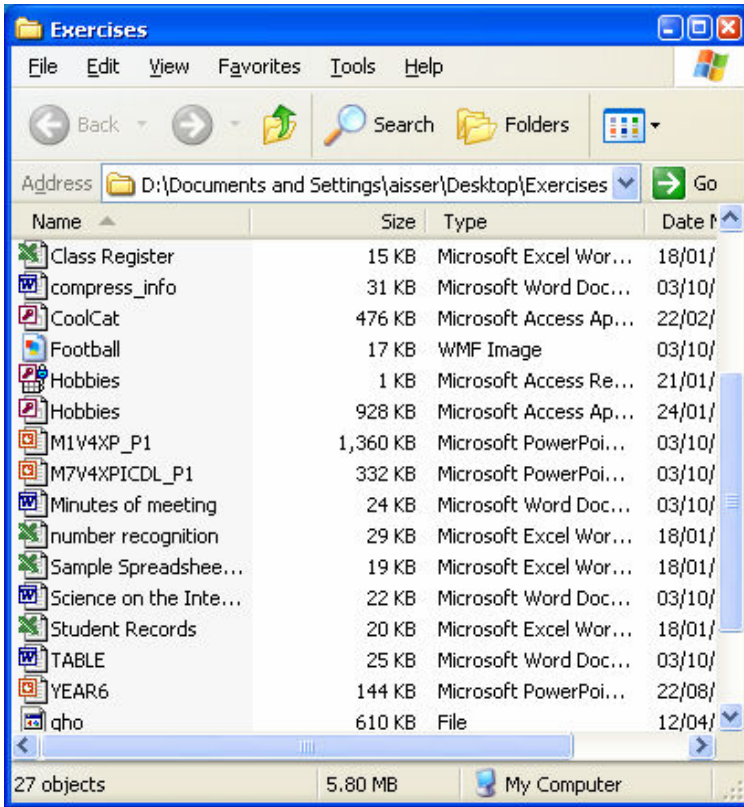 Exercises
File Edit View Favorites Tools Help
Back Search Folders
Address D:\Documents and Settings\aisser\Desktop\Exercises Go
Name Size Type Date M
Class Register 15 KB Microsoft Excel Wor... 18/01/
compress_info 31 KB Microsoft Word Doc... 03/10/
CoolCat 476 KB Microsoft Access Ap... 22/02/
Football 17 KB WMF Image 03/10/
Hobbies 1 KB Microsoft Access Re... 21/01/
Hobbies 928 KB Microsoft Access Ap... 24/01/
M1V4XP_P1 1,360 KB Microsoft PowerPoi... 03/10/
M7V4XPICDL_P1 332 KB Microsoft PowerPoi... 03/10/
Minutes of meeting 24 KB Microsoft Word Doc... 03/10/
number recognition 29 KB Microsoft Excel Wor... 18/01/
Sample Spreadshee... 19 KB Microsoft Excel Wor... 18/01/
Science on the Inte... 22 KB Microsoft Word Doc... 03/10/
Student Records 20 KB Microsoft Excel Wor... 18/01/
TABLE 25 KB Microsoft Word Doc... 03/10/
YEAR6 144 KB Microsoft PowerPoi... 22/08/
gho 610 KB File 12/04/
27 objects 5.80 MB My Computer